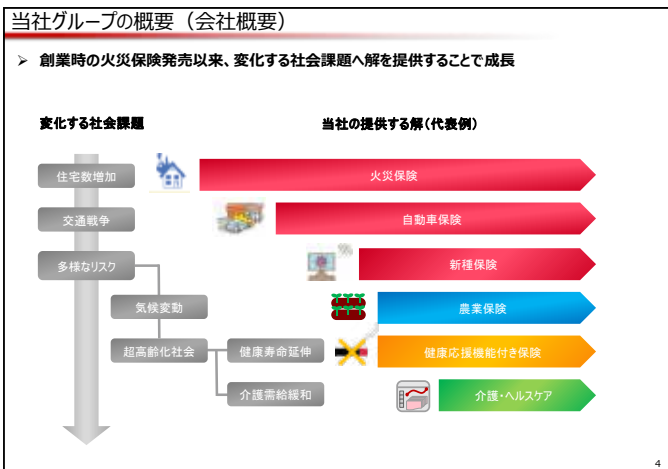 当社グループの概要（会社概要）
➢ 創業時の火災保険発売以来、変化する社会課題へ解を提供することで成長
変化する社会課題
当社の提供する解（代表例）
住宅数増加
火災保険
交通戦争
自動車保険
多様なリスク
新種保険
気候変動
農業保険
超高齢化社会
健康寿命延伸
健康応援機能付き保険
介護需給緩和
介護・ヘルスケア
4